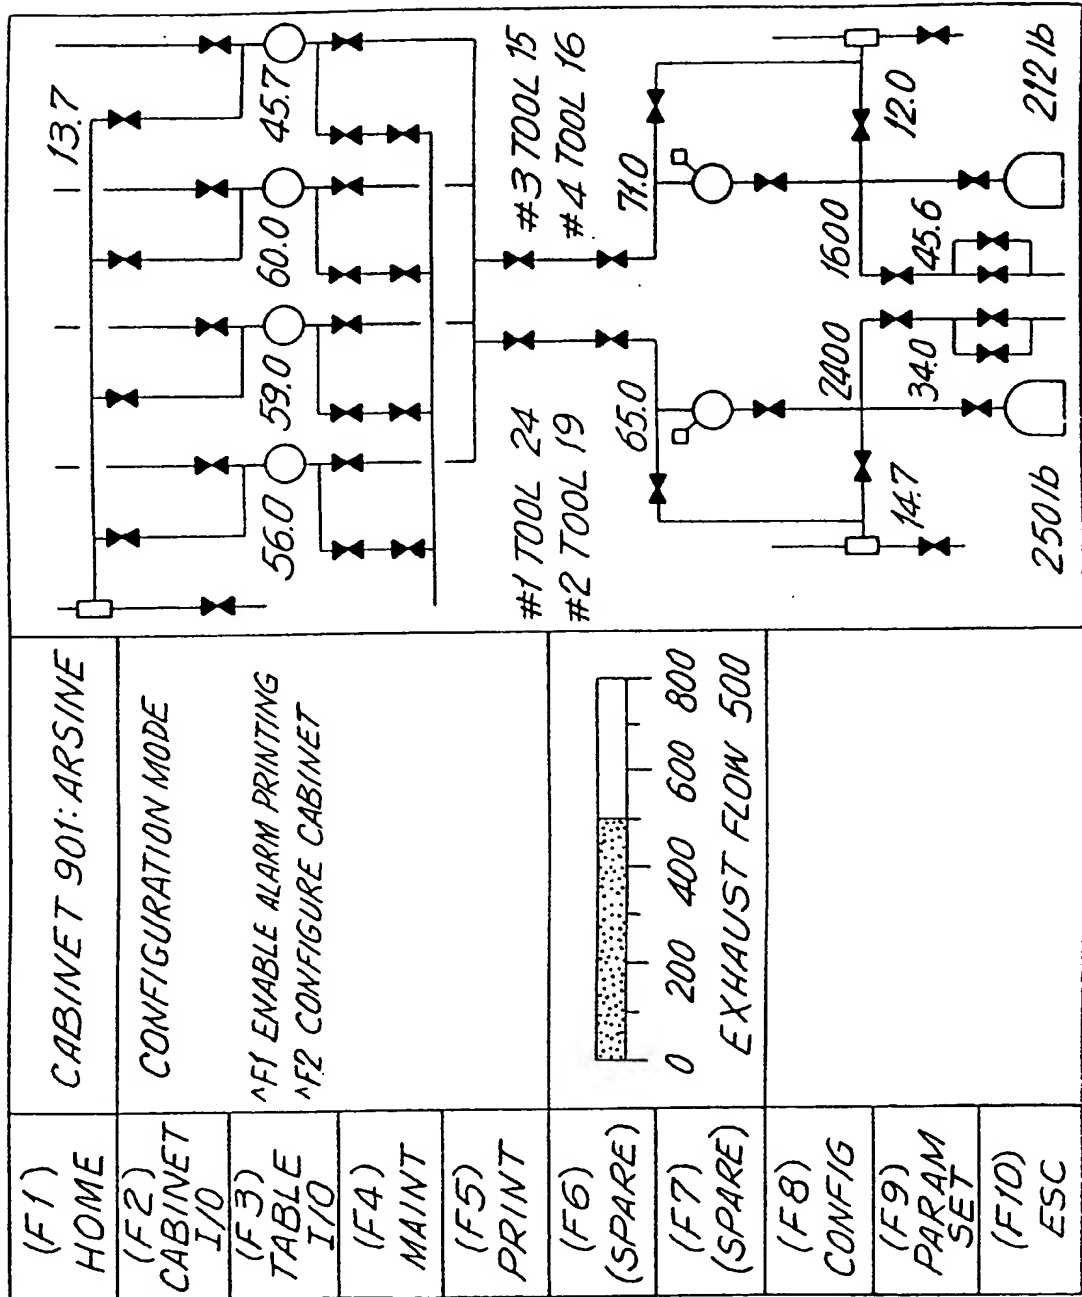 (F1)
HOME
(F2)
CABINET
I/O
(F3)
TABLE
I/O
(F4)
MAINT
(F5)
PRINT
(F6)
(SPARE)
(F7)
(SPARE)
(F8)
CONFIG
(F9)
PARAM
SET
(F10)
ESC
CABINET 901: ARSINE
CONFIGURATION MODE
^F1 ENABLE ALARM PRINTING
^F2 CONFIGURE CABINET
0 200 400 600 800
EXHAUST FLOW 500
13.7
56.0 59.0 60.0 45.7
#1 TOOL 24 #3 TOOL 15
#2 TOOL 19 #4 TOOL 16
65.0 71.0
2400 1600
14.7 34.0 45.6 12.0
250 lb 212 lb